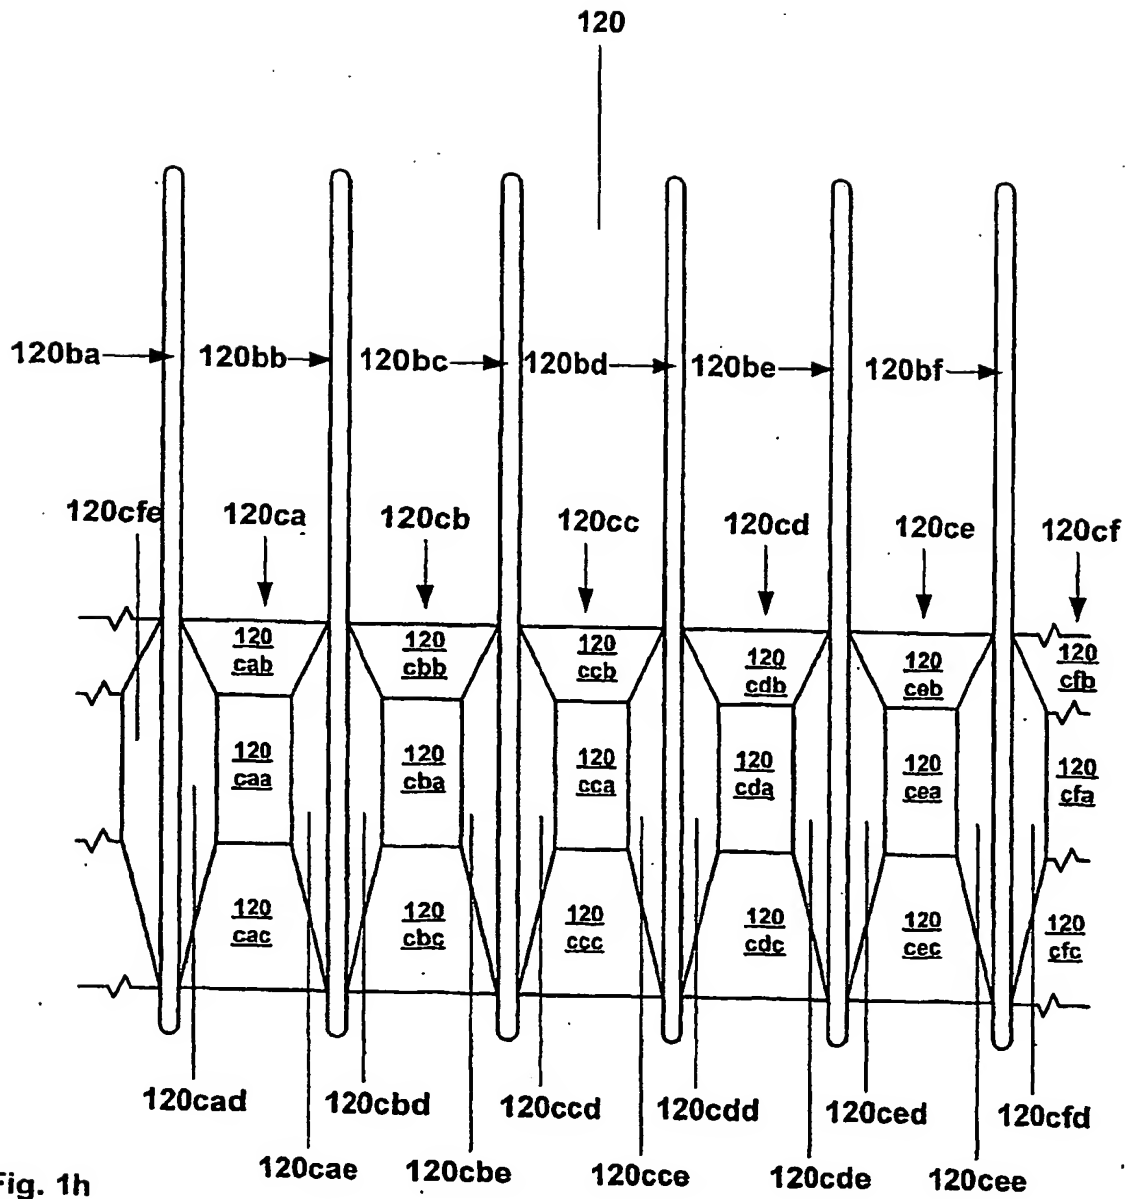 120
120ba 120bb 120bc 120bd 120be 120bf
120cfe 120ca 120cb 120cc 120cd 120ce 120cf
120 120 120 120 120 120
cab cbb ccb cdb ceb cfb
120 120 120 120 120 120
caa cba cca cda cea cfa
120 120 120 120 120 120
cac cbc ccc cdc cec cfc
120cad 120cbd 120ccd 120cdd 120ced 120cfd
120cae 120cbe 120cce 120cde 120cee
Fig. 1h